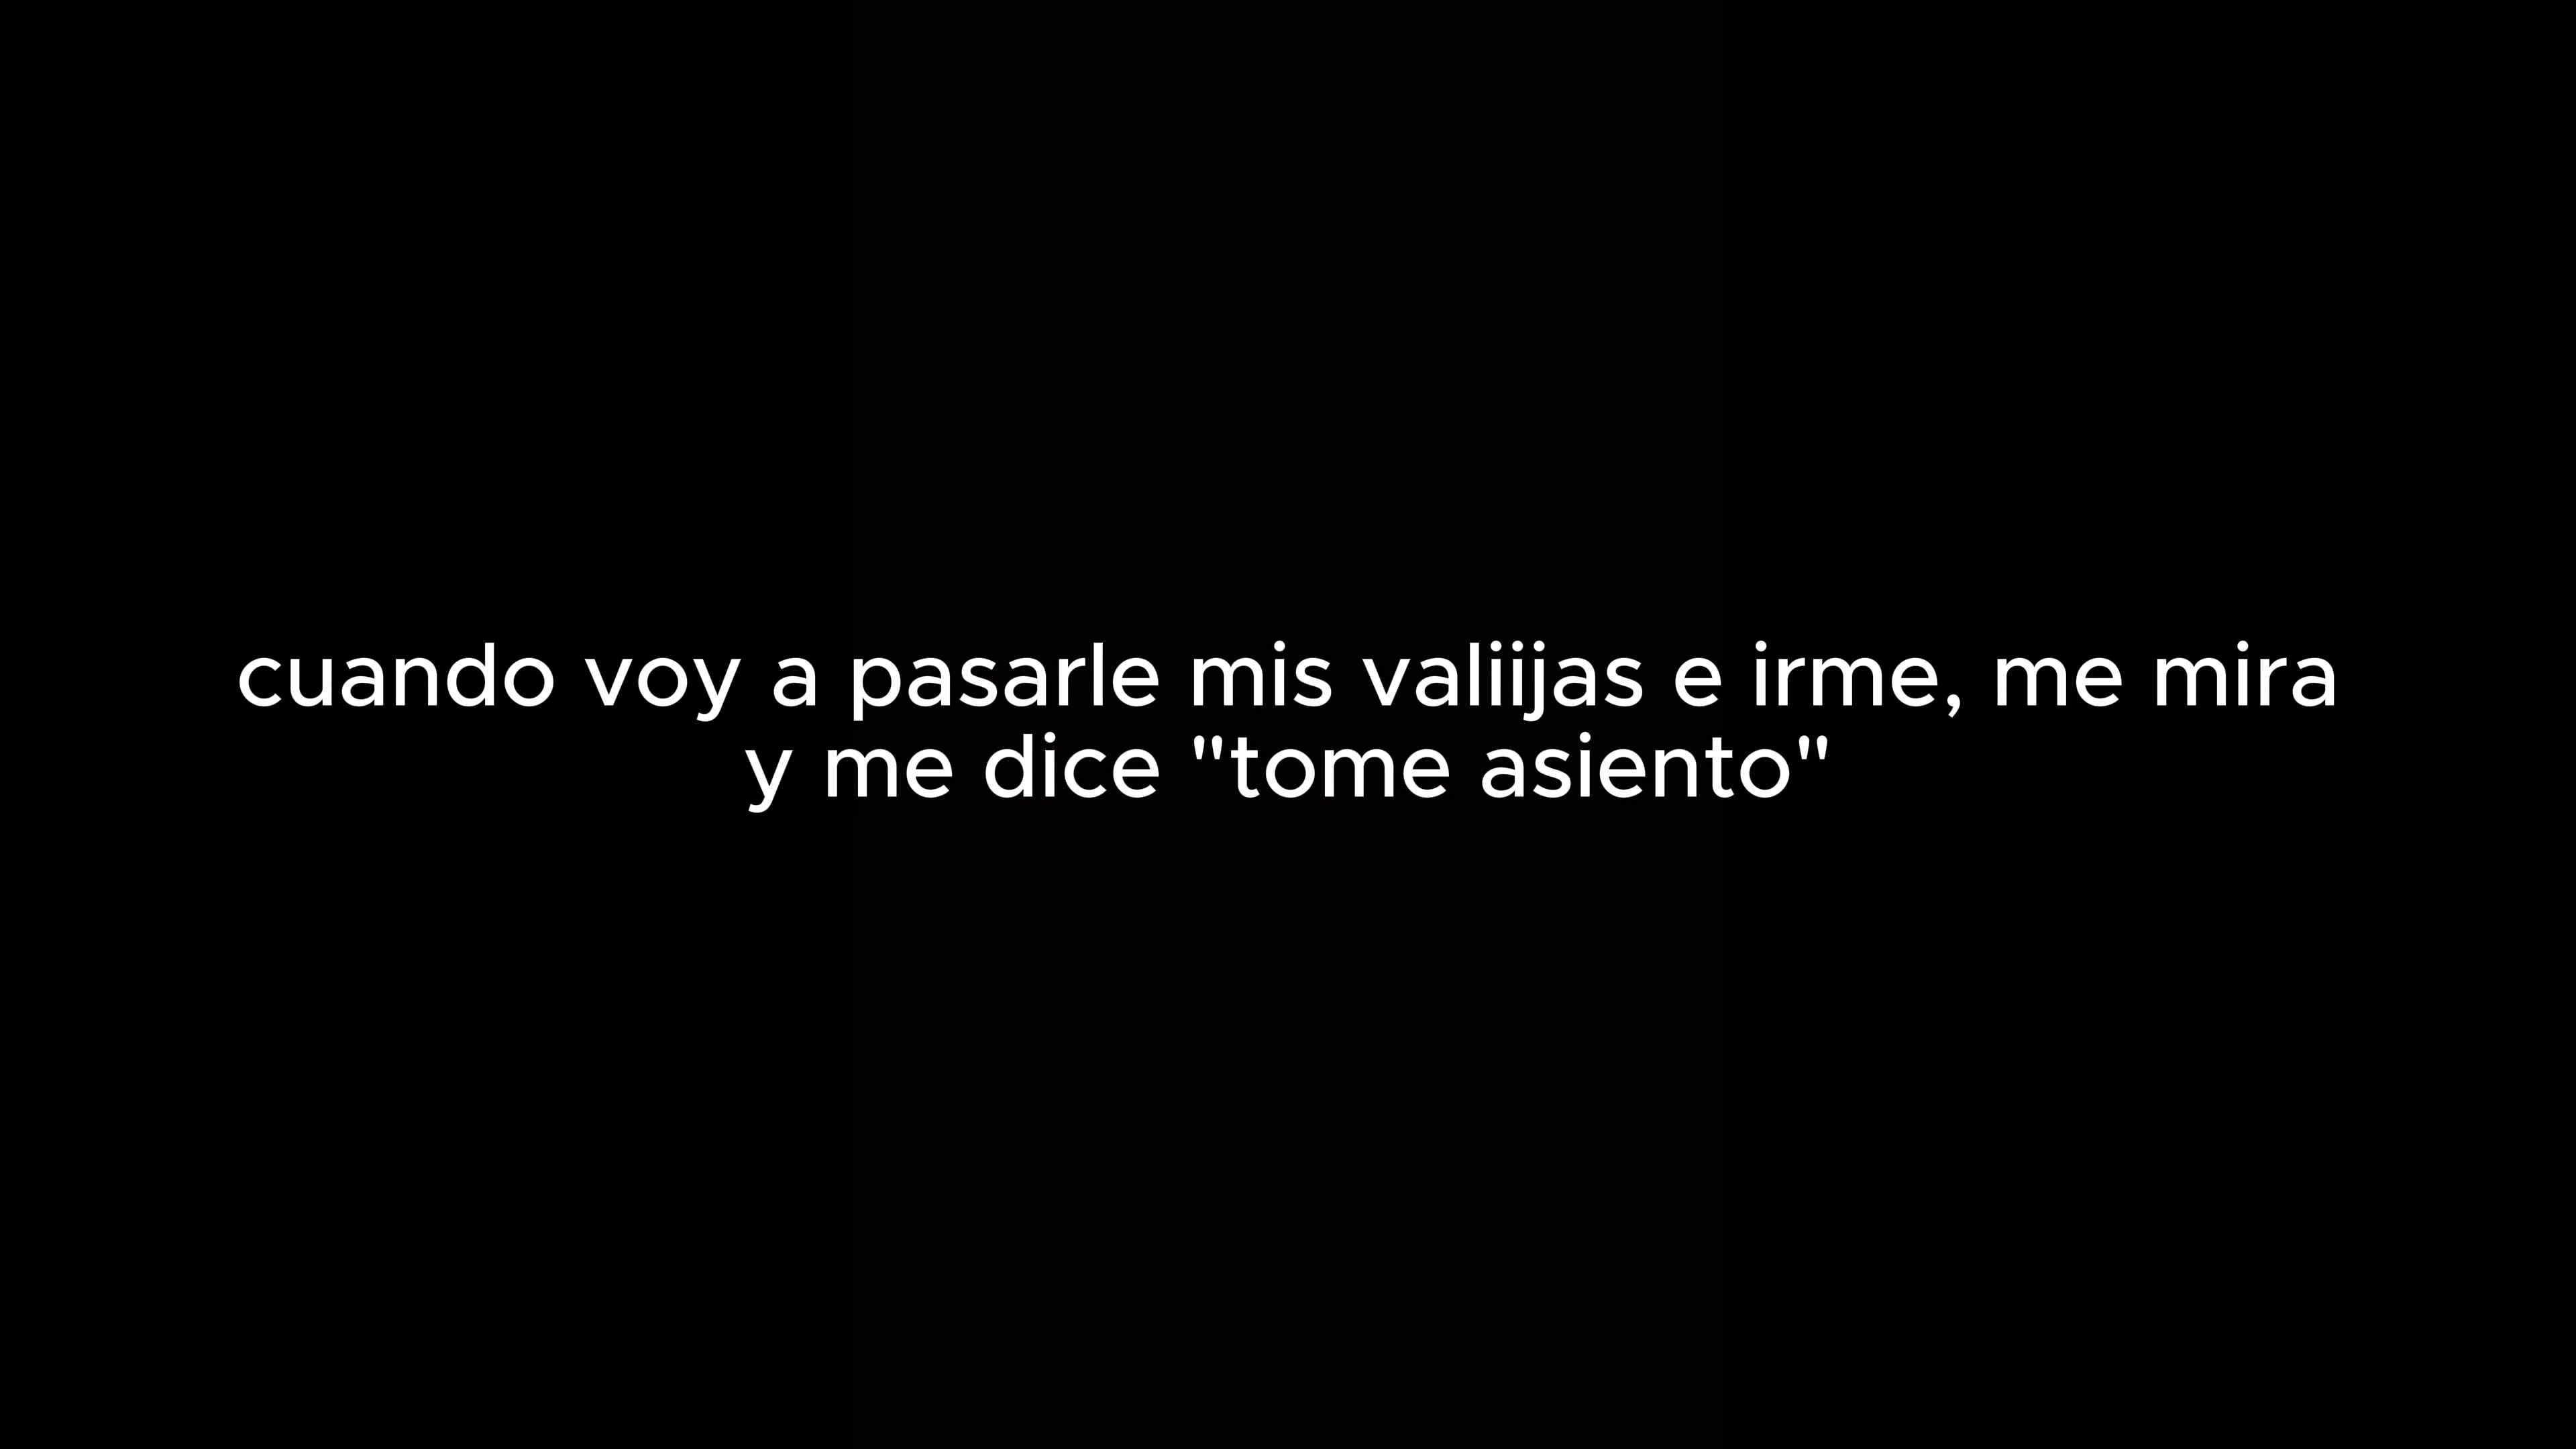 cuando voy a pasarle mis valiijas e irme, me mira
y me dice "tome asiento"